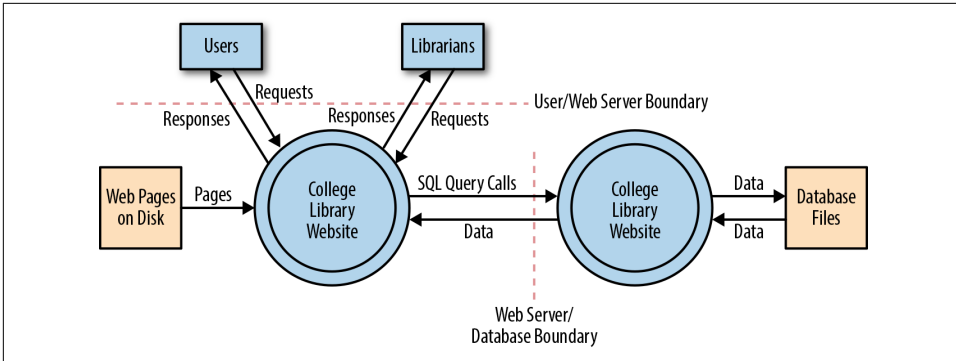 Users
Librarians
Requests
Responses
Responses
Requests
User/Web Server Boundary
Web Pages
on Disk
Pages
College
Library
Website
SQL Query Calls
Data
College
Library
Website
Data
Data
Database
Files
Web Server/
Database Boundary